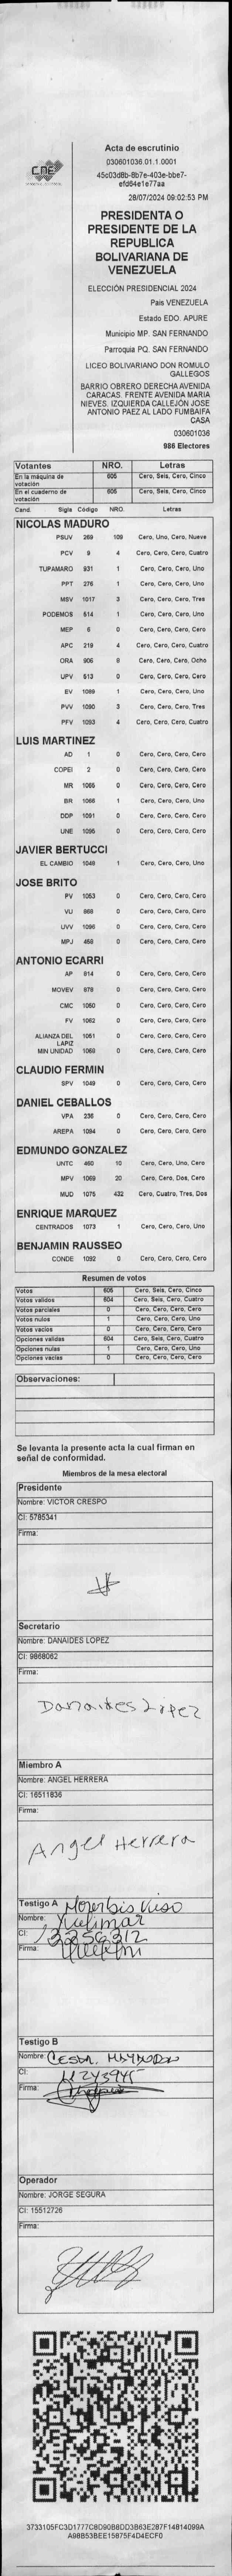 Acta de escrutinio
030601036.01.1.0001
45c03d8b-8b7e-403e-bbe7-
efd64e1e77aa
28/07/2024 09:02:53 PM
CNE
PRESIDENTA O
PRESIDENTE DE LA
REPUBLICA
BOLIVARIANA DE
VENEZUELA
ELECCIÓN PRESIDENCIAL 2024
Pais VENEZUELA
Estado EDO. APURE
Municipio MP. SAN FERNANDO
Parroquia PQ. SAN FERNANDO
LICEO BOLIVARIANO DON ROMULO
GALLEGOS
BARRIO OBRERO DERECHA AVENIDA
CARACAS. FRENTE AVENIDA MARIA
NIEVES. IZQUIERDA CALLEJÓN JOSE
ANTONIO PAEZ AL LADO FUMBAIFA
CASA
030601036
986 Electores
Votantes NRO. Letras
En la máquina de votación 605 Cero, Seis, Cero, Cinco
En el cuaderno de votación 605 Cero, Seis, Cero, Cinco
Cand. Sigla Código NRO. Letras
NICOLAS MADURO
PSUV 269 109 Cero, Uno, Cero, Nueve
PCV 9 4 Cero, Cero, Cero, Cuatro
TUPAMARO 931 1 Cero, Cero, Cero, Uno
PPT 276 1 Cero, Cero, Cero, Uno
MSV 1017 3 Cero, Cero, Cero, Tres
PODEMOS 514 1 Cero, Cero, Cero, Uno
MEP 6 0 Cero, Cero, Cero, Cero
APC 219 4 Cero, Cero, Cero, Cuatro
ORA 906 8 Cero, Cero, Cero, Ocho
UPV 513 0 Cero, Cero, Cero, Cero
EV 1089 1 Cero, Cero, Cero, Uno
PVV 1090 3 Cero, Cero, Cero, Tres
PFV 1093 4 Cero, Cero, Cero, Cuatro
LUIS MARTINEZ
AD 1 0 Cero, Cero, Cero, Cero
COPEI 2 0 Cero, Cero, Cero, Cero
MR 1065 0 Cero, Cero, Cero, Cero
BR 1066 1 Cero, Cero, Cero, Uno
DDP 1091 0 Cero, Cero, Cero, Cero
UNE 1095 0 Cero, Cero, Cero, Cero
JAVIER BERTUCCI
EL CAMBIO 1048 1 Cero, Cero, Cero, Uno
JOSE BRITO
PV 1053 0 Cero, Cero, Cero, Cero
VU 868 0 Cero, Cero, Cero, Cero
UVV 1096 0 Cero, Cero, Cero, Cero
MPJ 458 0 Cero, Cero, Cero, Cero
ANTONIO ECARRI
AP 814 0 Cero, Cero, Cero, Cero
MOVEV 878 0 Cero, Cero, Cero, Cero
CMC 1050 0 Cero, Cero, Cero, Cero
FV 1062 0 Cero, Cero, Cero, Cero
ALIANZA DEL LAPIZ 1051 0 Cero, Cero, Cero, Cero
MIN UNIDAD 1068 0 Cero, Cero, Cero, Cero
CLAUDIO FERMIN
SPV 1049 0 Cero, Cero, Cero, Cero
DANIEL CEBALLOS
VPA 236 0 Cero, Cero, Cero, Cero
AREPA 1094 0 Cero, Cero, Cero, Cero
EDMUNDO GONZALEZ
UNTC 460 10 Cero, Cero, Uno, Cero
MPV 1069 20 Cero, Cero, Dos, Cero
MUD 1075 432 Cero, Cuatro, Tres, Dos
ENRIQUE MARQUEZ
CENTRADOS 1073 1 Cero, Cero, Cero, Uno
BENJAMIN RAUSSEO
CONDE 1092 0 Cero, Cero, Cero, Cero
Resumen de votos
Votos 605 Cero, Seis, Cero, Cinco
Votos validos 604 Cero, Seis, Cero, Cuatro
Votos parciales 0 Cero, Cero, Cero, Cero
Votos nulos 1 Cero, Cero, Cero, Uno
Votos vacios 0 Cero, Cero, Cero, Cero
Opciones validas 604 Cero, Seis, Cero, Cuatro
Opciones nulas 1 Cero, Cero, Cero, Uno
Opciones vacias 0 Cero, Cero, Cero, Cero
Observaciones:
Se levanta la presente acta la cual firman en
señal de conformidad.
Miembros de la mesa electoral
Presidente
Nombre: VICTOR CRESPO
CI: 5785341
Firma:
Secretario
Nombre: DANAIDES LOPEZ
CI: 9868062
Firma:
Danaides López
Miembro A
Nombre: ANGEL HERRERA
CI: 16511836
Firma:
Angel Herrera
Testigo A
Nombre:
CI: 13256312
Firma:
Testigo B
Nombre: CESAR
CI: 11243945
Firma:
Operador
Nombre: JORGE SEGURA
CI: 15512726
Firma:
3733105FC3D1777C8D90B8DD3B63E287F14814099A
A98B53BEE15875F4D4ECF0